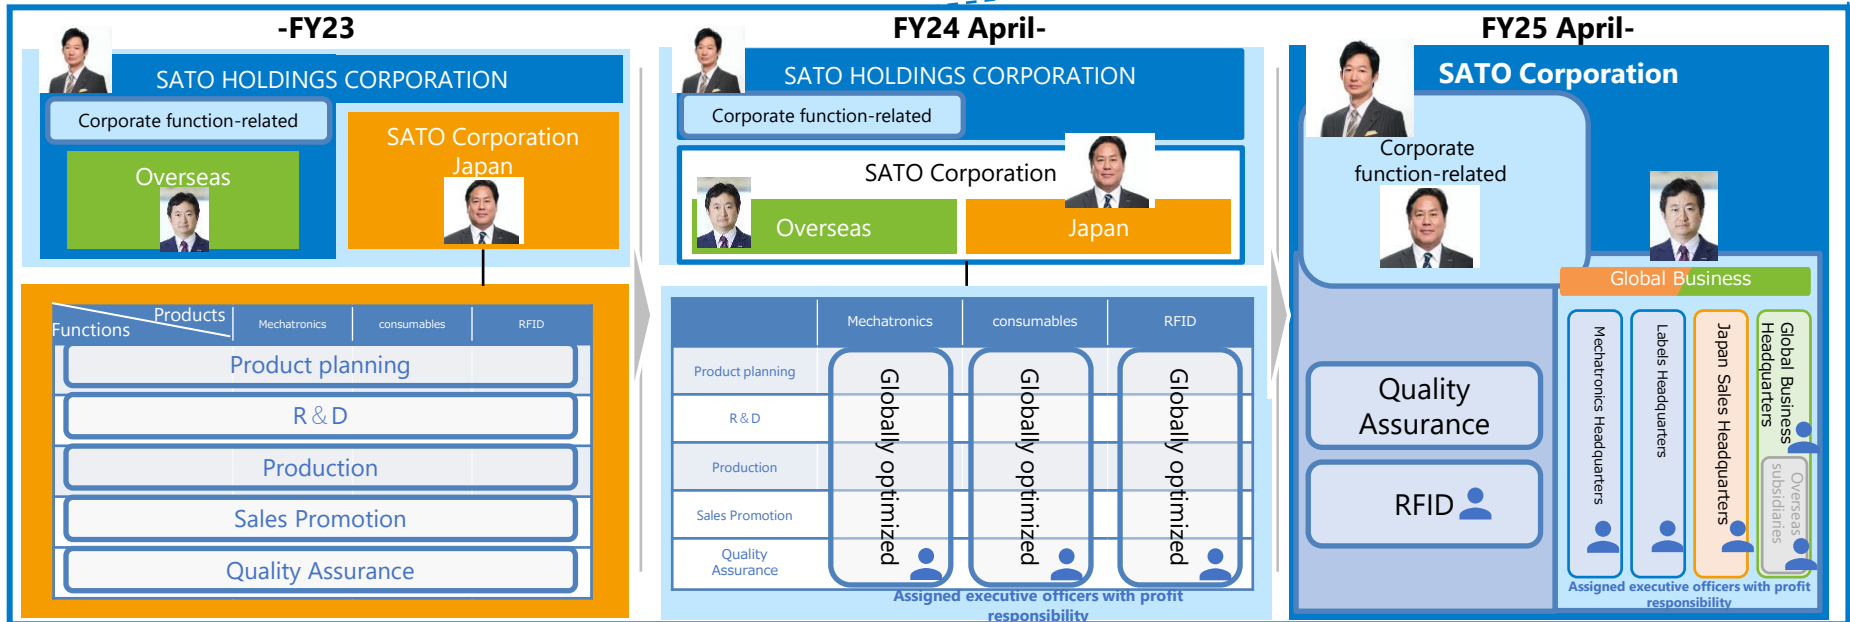 -FY23
SATO HOLDINGS CORPORATION
Corporate function-related
Overseas
SATO Corporation
Japan
Products
Functions
Mechatronics
consumables
RFID
Product planning
R&D
Production
Sales Promotion
Quality Assurance
FY24 April-
SATO HOLDINGS CORPORATION
Corporate function-related
SATO Corporation
Overseas
Japan
Mechatronics
consumables
RFID
Product planning
R&D
Production
Sales Promotion
Quality
Assurance
Globally optimized
Globally optimized
Globally optimized
Assigned executive officers with profit
responsibility
FY25 April-
SATO Corporation
Corporate
function-related
Quality
Assurance
RFID
Global Business
Mechatronics Headquarters
Labels Headquarters
Japan Sales Headquarters
Global Business
Headquarters
Overseas
subsidiaries
Assigned executive officers with profit
responsibility